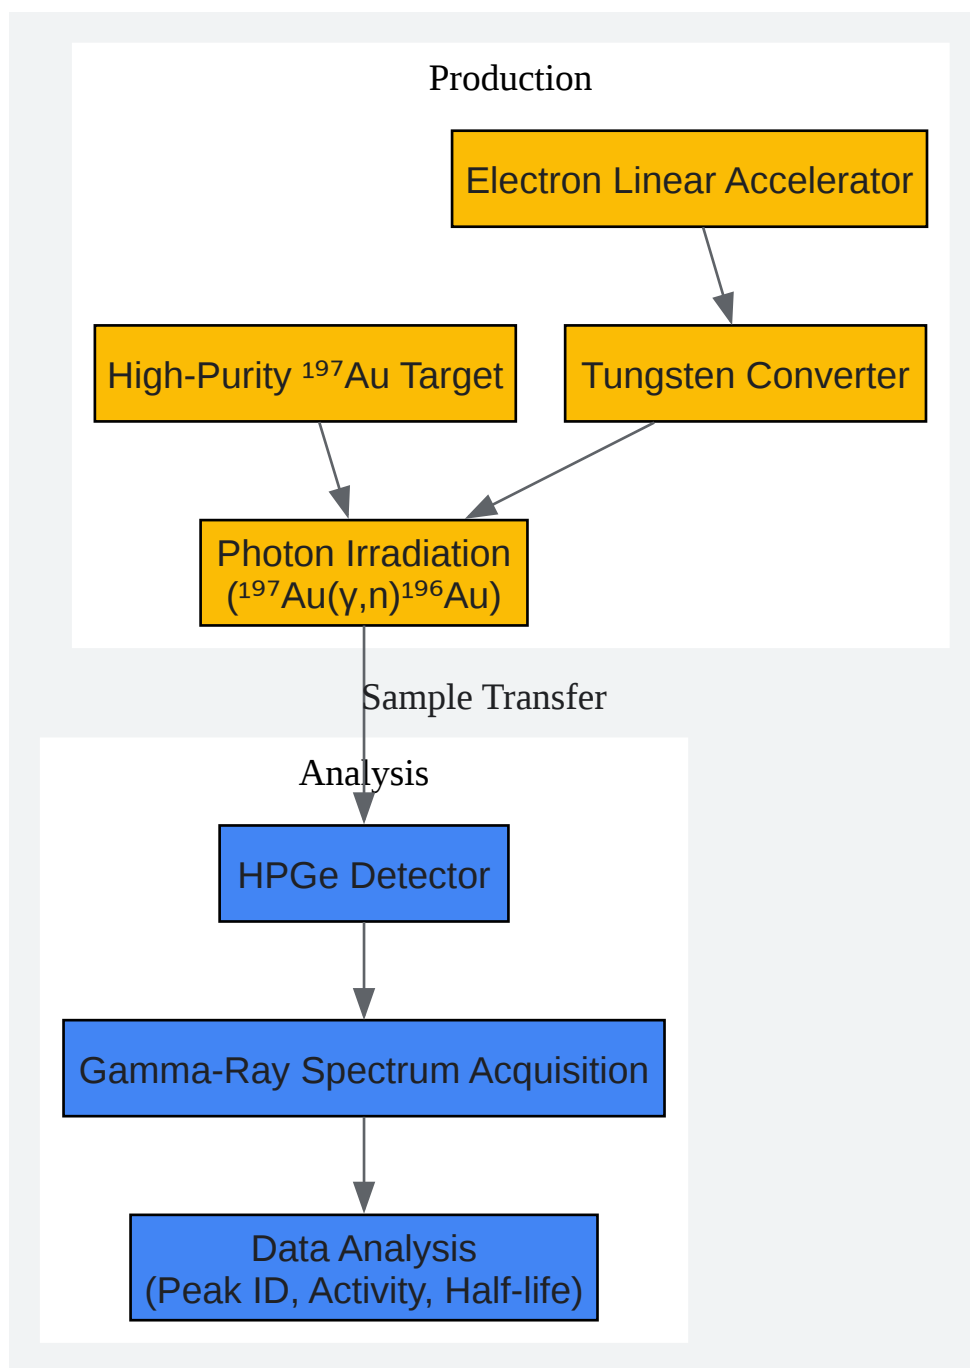 Production
Electron Linear Accelerator
High-Purity ¹⁹⁷Au Target
Tungsten Converter
Photon Irradiation
(¹⁹⁷Au(γ,n)¹⁹⁶Au)
Sample Transfer
Analysis
HPGe Detector
Gamma-Ray Spectrum Acquisition
Data Analysis
(Peak ID, Activity, Half-life)